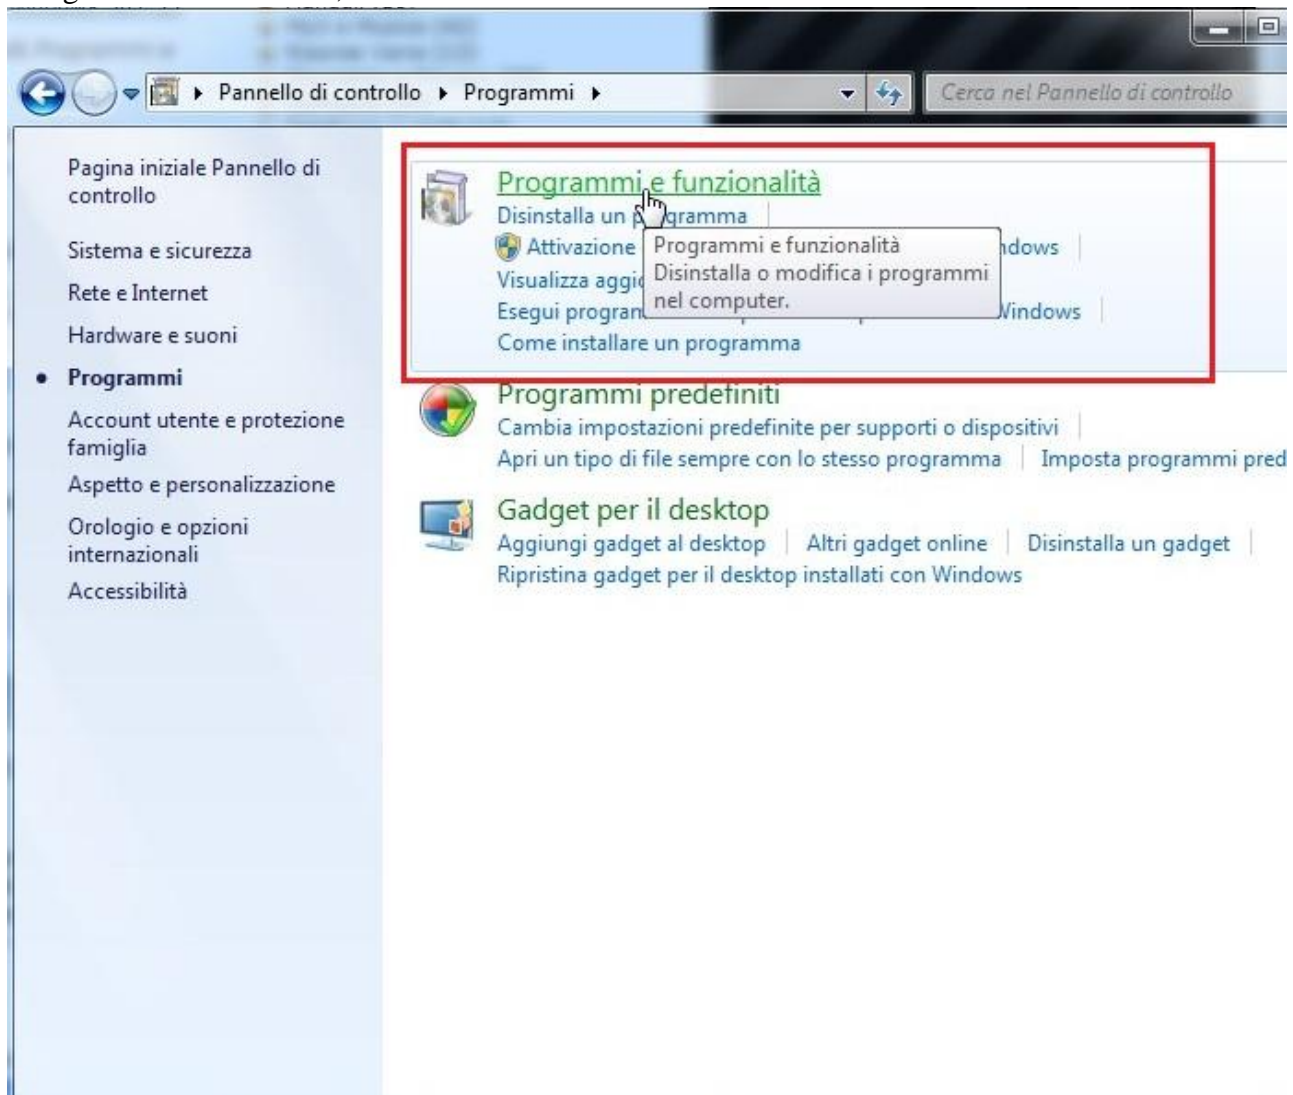 Pannello di controllo Programmi
Cerca nel Pannello di controllo
Pagina iniziale Pannello di
controllo
Sistema e sicurezza
Rete e Internet
Hardware e suoni
Programmi
Account utente e protezione
famiglia
Aspetto e personalizzazione
Orologio e opzioni
internazionali
Accessibilità
Programmi e funzionalità
Disinstalla un programma
Attivazione
Programmi e funzionalità
Disinstalla o modifica i programmi
nel computer.
Visualizza
Esegui
Windows
Come installare un programma
Programmi predefiniti
Cambia impostazioni predefinite per supporti o dispositivi
Apri un tipo di file sempre con lo stesso programma Imposta programmi pred
Gadget per il desktop
Aggiungi gadget al desktop Altri gadget online Disinstalla un gadget
Ripristina gadget per il desktop installati con Windows